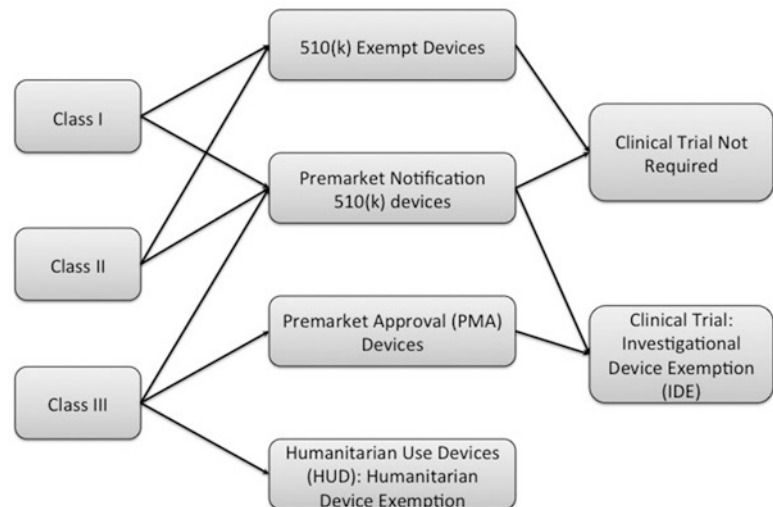 510(k) Exempt Devices
Class I
Clinical Trial Not
Required
Premarket Notification
510(k) devices
Class II
Premarket Approval (PMA)
Devices
Clinical Trial:
Investigational
Device Exemption
(IDE)
Class III
Humanitarian Use Devices
(HUD): Humanitarian
Device Exemption